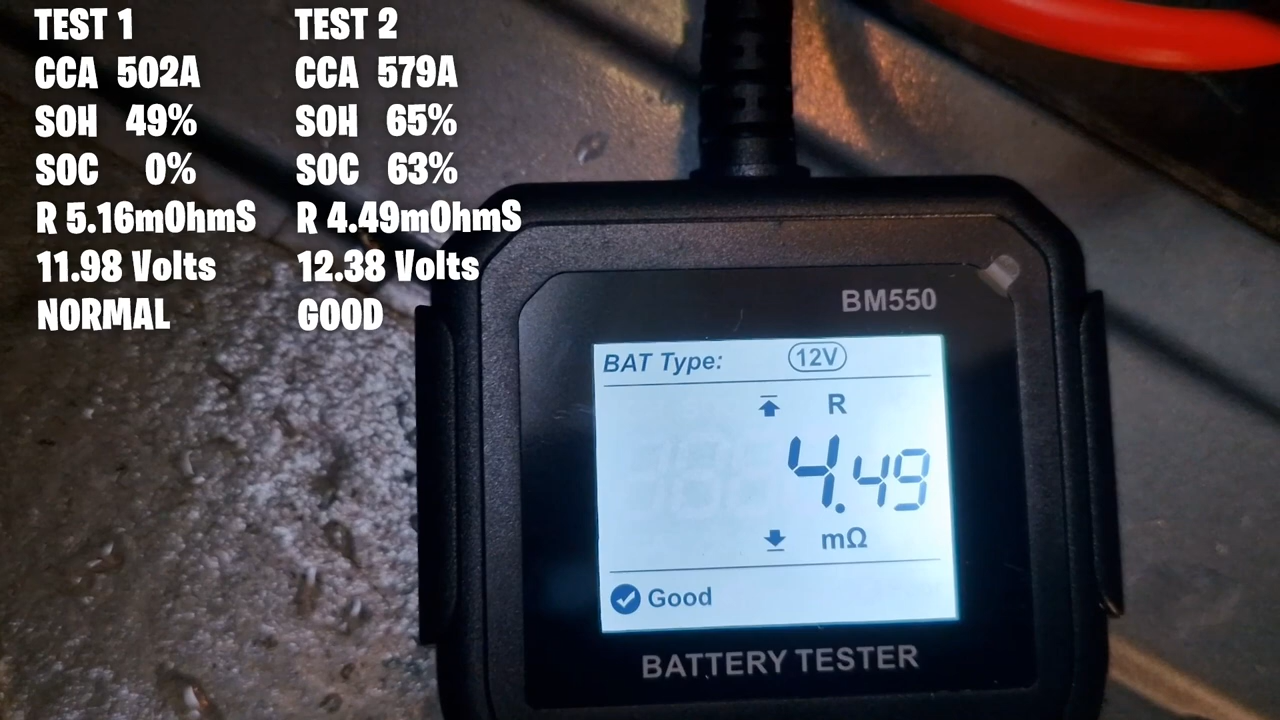 TEST 1
CCA 502A
SOH 49%
SOC 0%
R 5.16mOhmS
11.98 Volts
NORMAL
TEST 2
CCA 579A
SOH 65%
SOC 63%
R 4.49mOhmS
12.38 Volts
GOOD
BM550
BAT Type: 12V
R
4.49
mΩ
Good
BATTERY TESTER